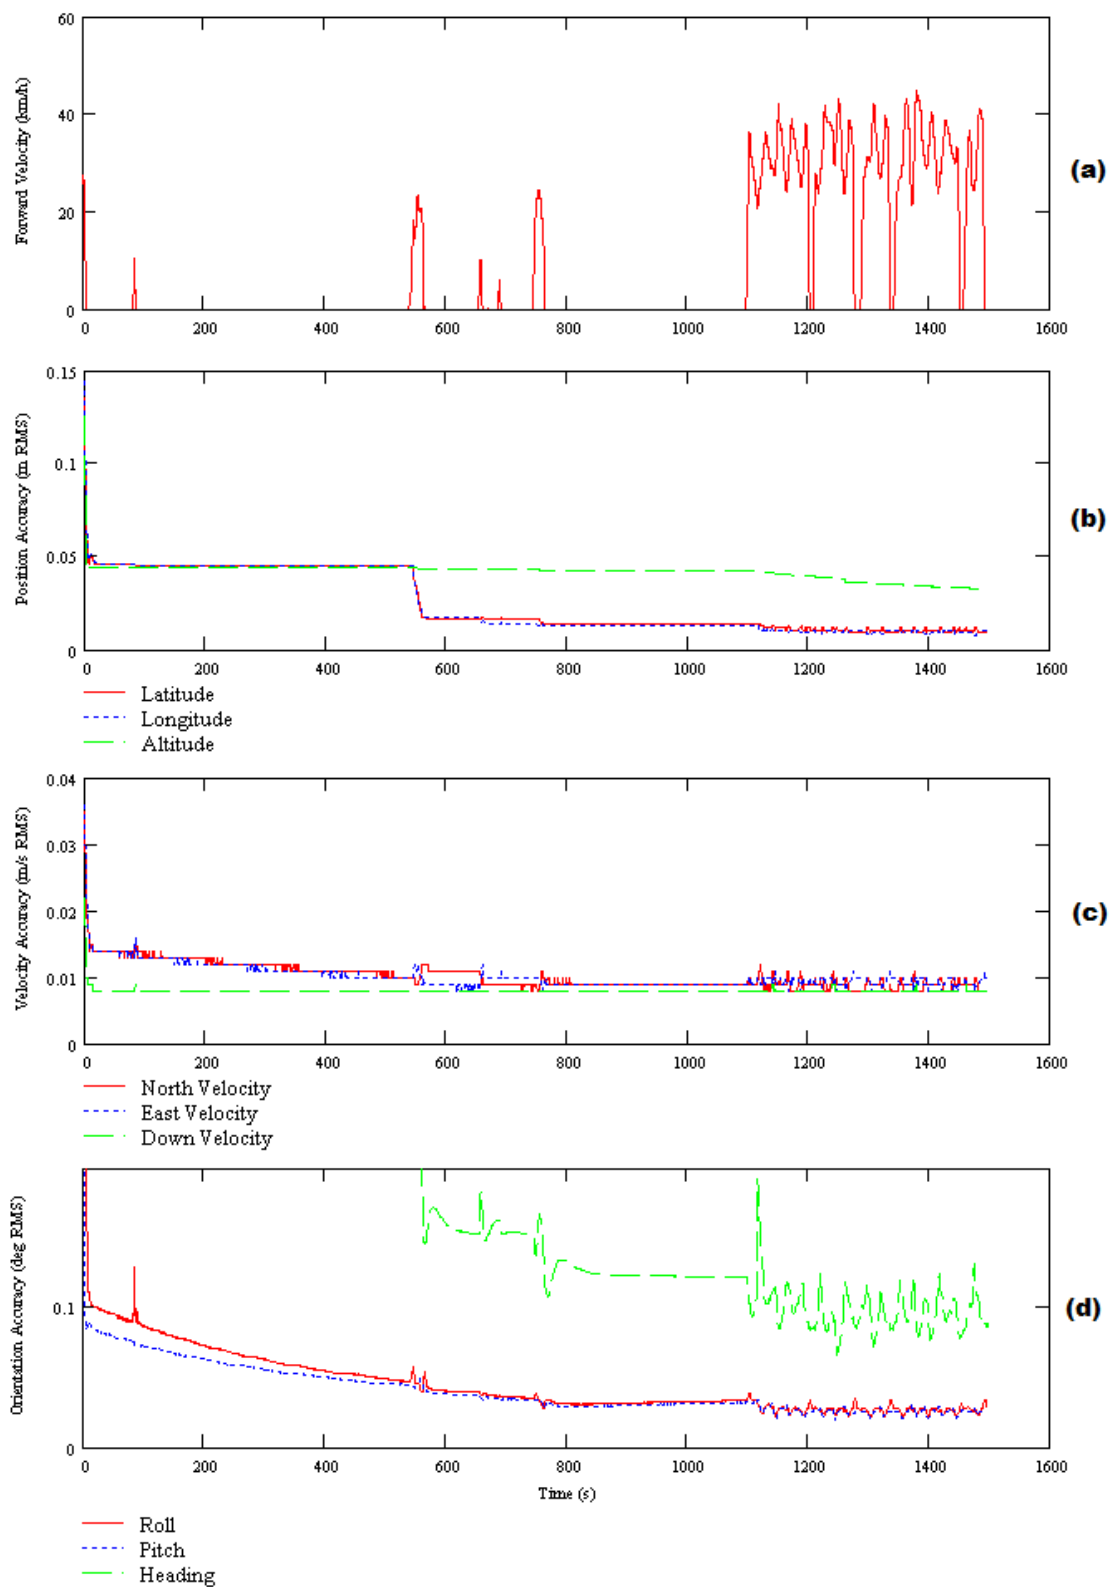 60
40
20
0
Forward Velocity (km/h)
0 200 400 600 800 1000 1200 1400 1600
(a)
0.15
0.1
0.05
0
Position Accuracy (m RMS)
0 200 400 600 800 1000 1200 1400 1600
(b)
Latitude
Longitude
Altitude
0.04
0.03
0.02
0.01
0
Velocity Accuracy (m/s RMS)
0 200 400 600 800 1000 1200 1400 1600
(c)
North Velocity
East Velocity
Down Velocity
0.1
0
Orientation Accuracy (deg RMS)
0 200 400 600 800 1000 1200 1400 1600
Time (s)
(d)
Roll
Pitch
Heading